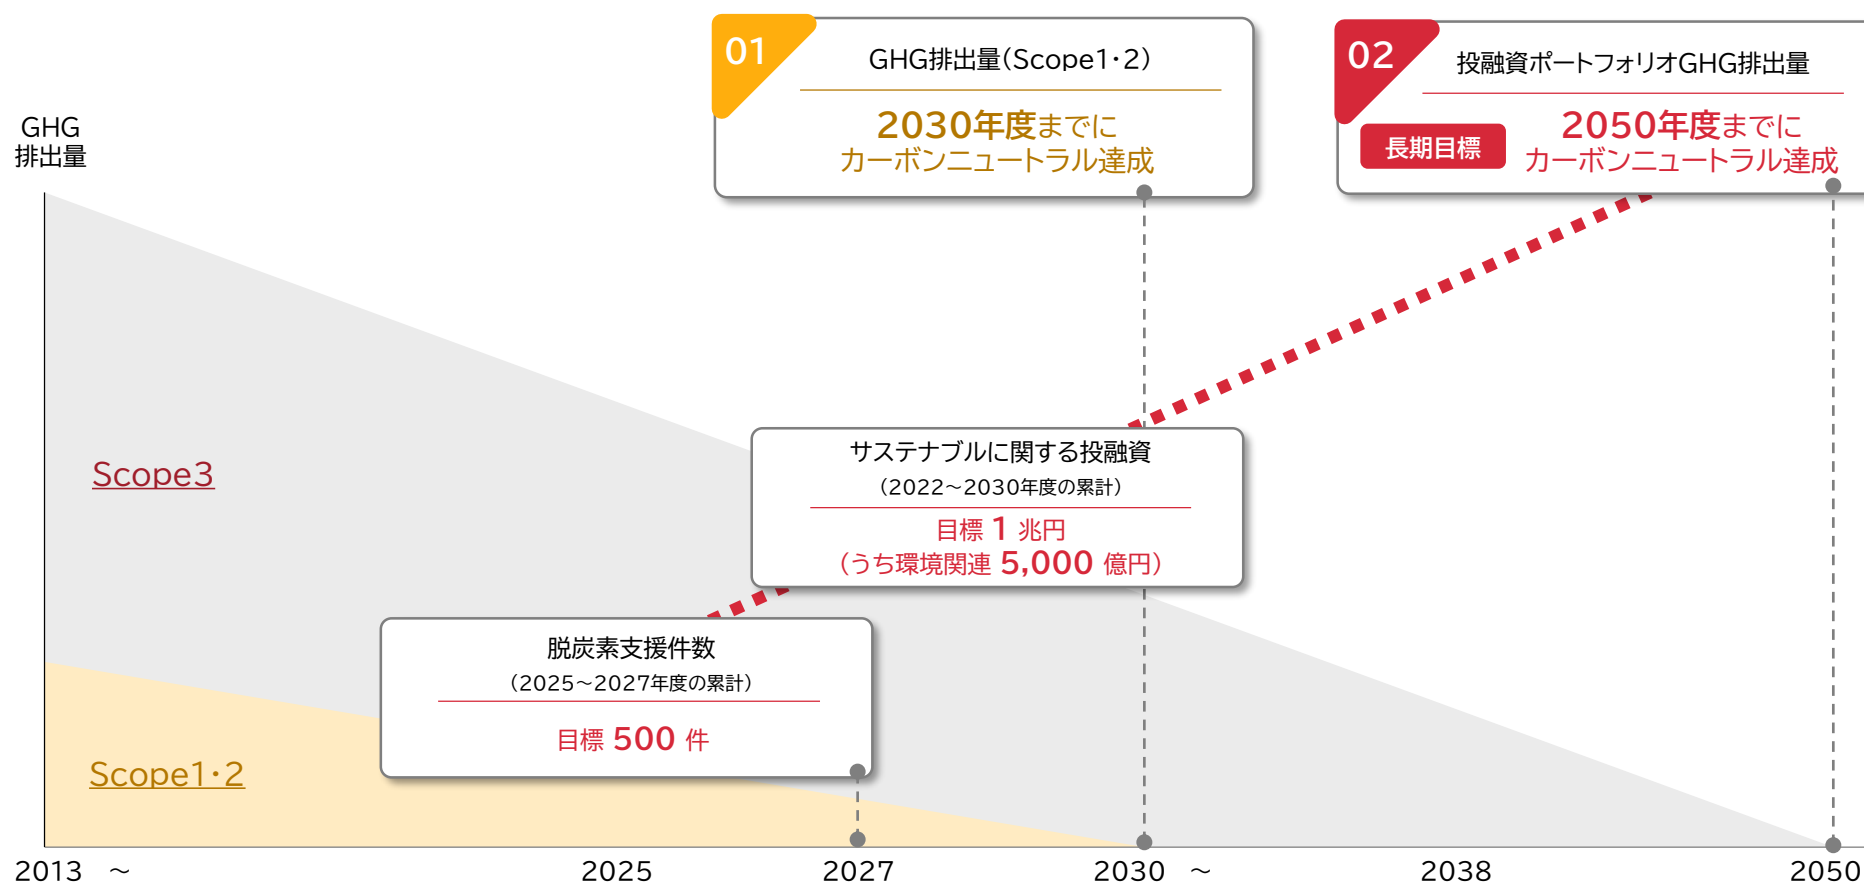 01
GHG排出量(Scope1・2)
2030年度までに
カーボンニュートラル達成
02
投融資ポートフォリオGHG排出量
長期目標
2050年度までに
カーボンニュートラル達成
GHG
排出量
Scope3
サステナブルに関する投融資
(2022～2030年度の累計)
目標 1 兆円
(うち環境関連 5,000 億円)
脱炭素支援件数
(2025～2027年度の累計)
目標 500 件
Scope1・2
2013 ～ 2025 2027 2030 ～ 2038 2050